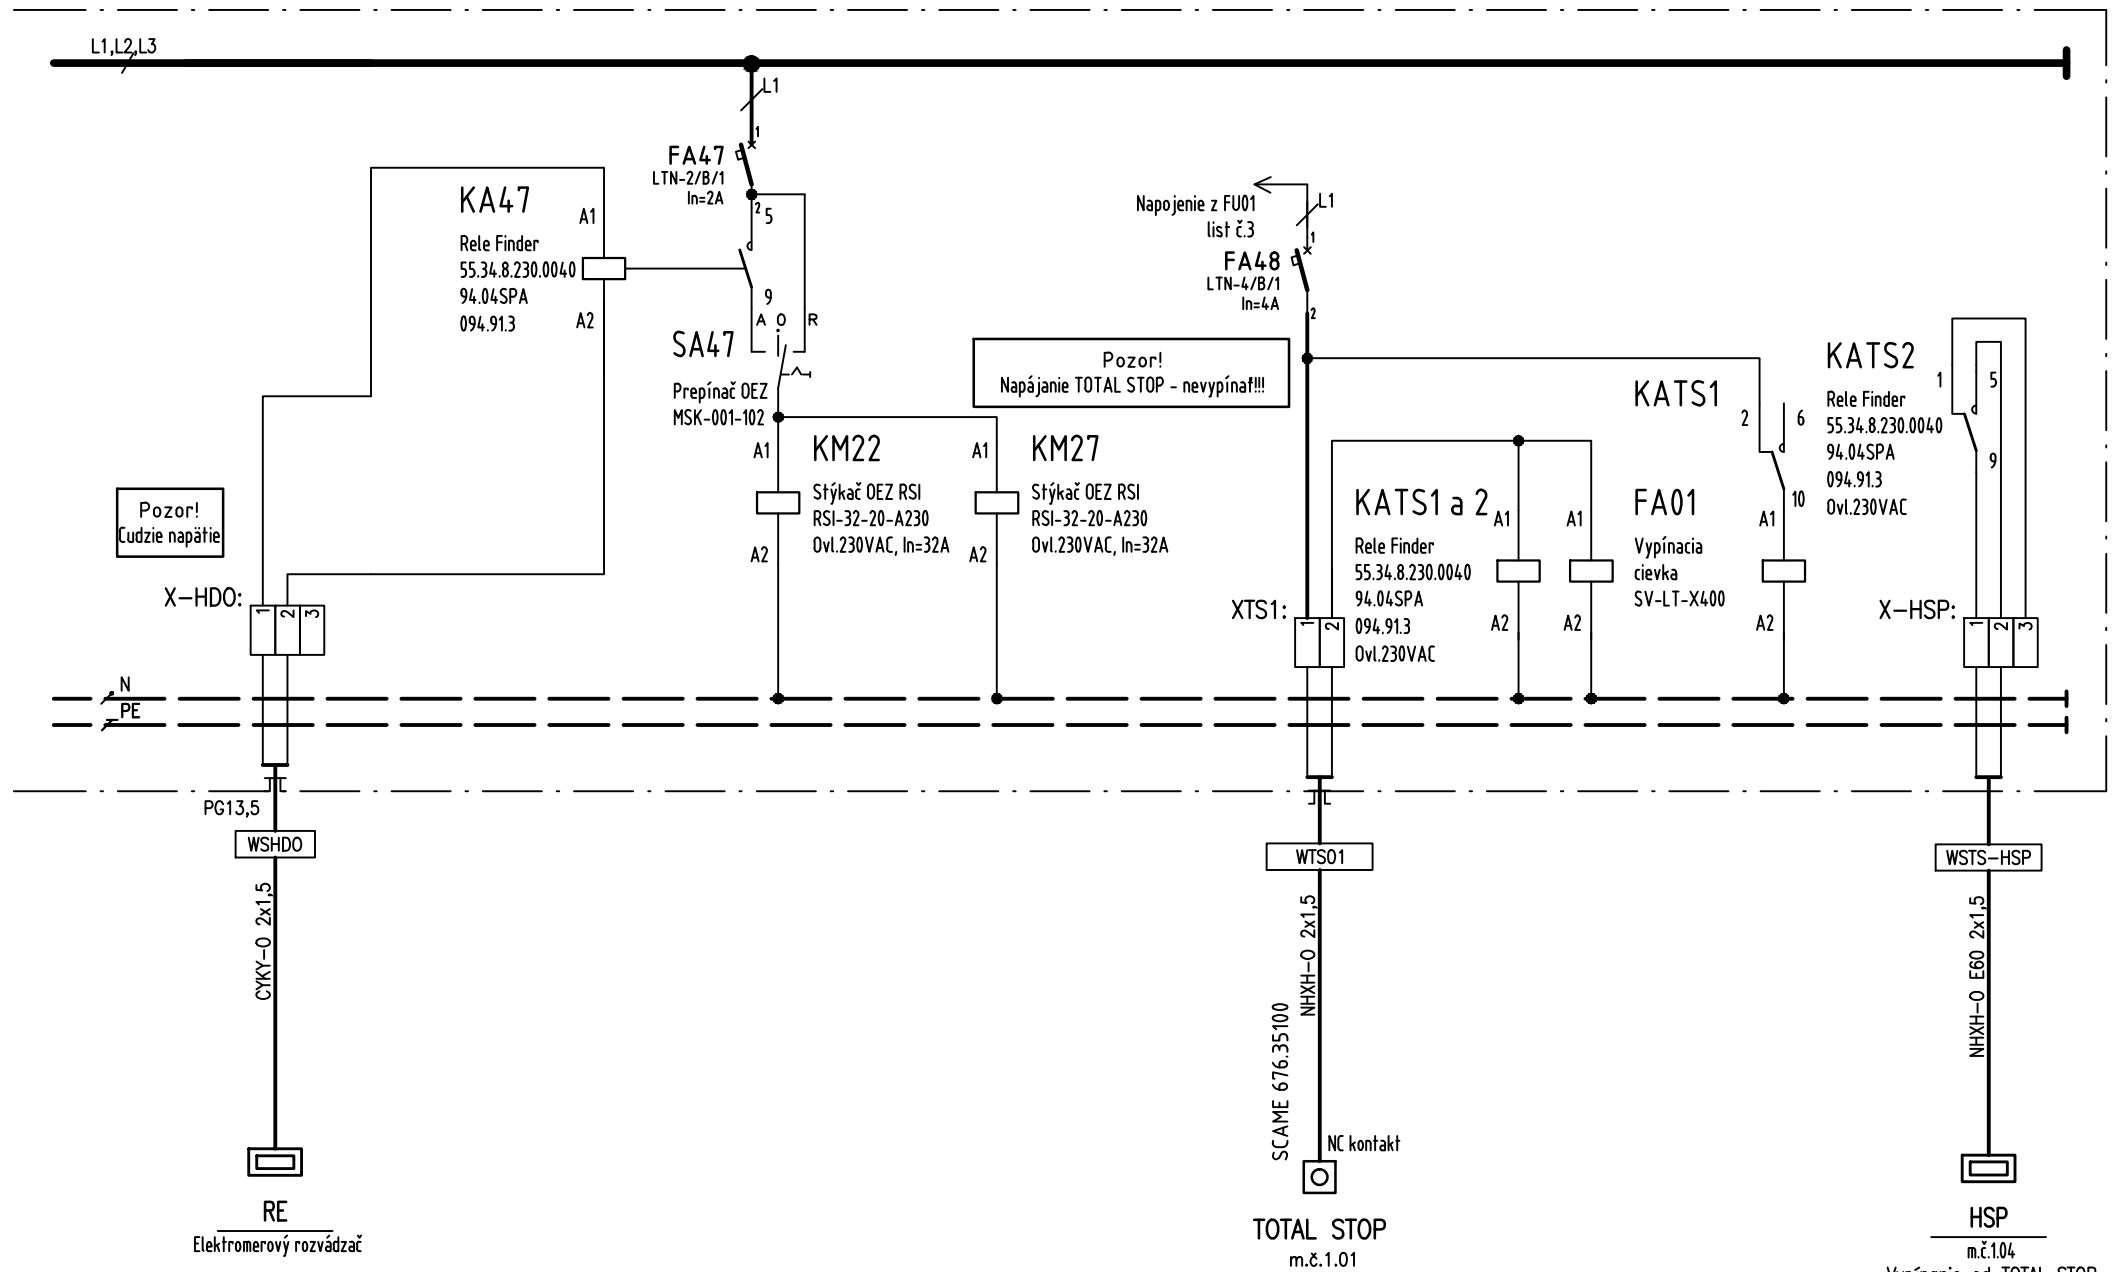 L1,L2,L3
L1
1
FA47
LTN-2/B/1
In=2A
2
5
KA47
A1
Rele Finder
55.34.8.230.0040
94.04SPA
094.91.3
A2
9
A O R
SA47
Prepínač OEZ
MSK-001-102
A1
KM22
Stýkač OEZ RSI
RSI-32-20-A230
Ovl.230VAC, In=32A
A2
A1
KM27
Stýkač OEZ RSI
RSI-32-20-A230
Ovl.230VAC, In=32A
A2
Napojenie z FU01
list č.3
L1
1
FA48
LTN-4/B/1
In=4A
2
Pozor!
Napájanie TOTAL STOP - nevypínať!!!
KATS1
2
6
10
KATS2
1
5
Rele Finder
55.34.8.230.0040
94.04SPA
094.91.3
Ovl.230VAC
9
KATS1 a 2
Rele Finder
55.34.8.230.0040
94.04SPA
094.91.3
Ovl.230VAC
A1
A2
A1
A2
FA01
Vypínacia
cievka
SV-LT-X400
A1
A2
Pozor!
Cudzie napätie
X-HDO:
1 2 3
XTS1:
1 2
X-HSP:
1 2 3
N
PE
PG13,5
WSHDO
CYKY-O 2x1,5
RE
Elektromerový rozvádzač
WTS01
NHXH-O 2x1,5
SCAME 676.35100
NC kontakt
TOTAL STOP
m.č.1.01
WSTS-HSP
NHXH-O E60 2x1,5
HSP
m.č.1.04
Vypínanie od TOTAL STOP